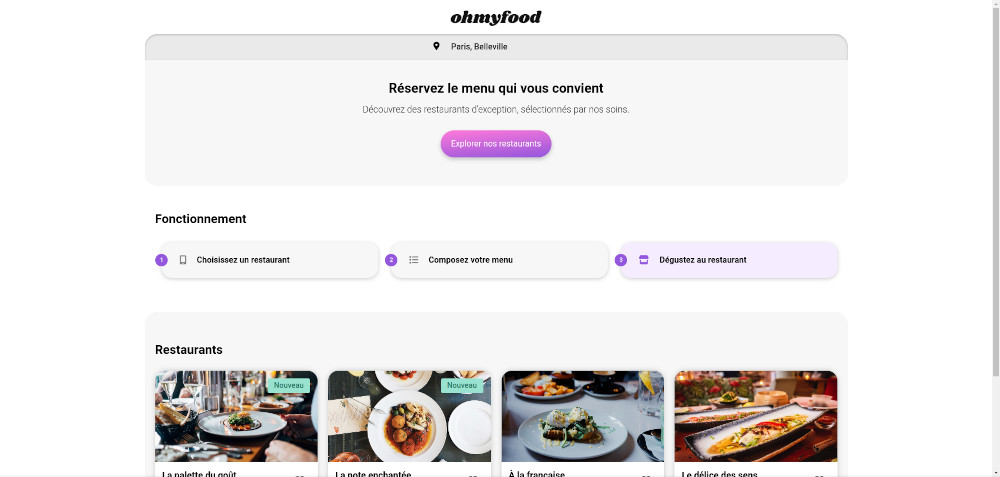 ohmyfood
Paris, Belleville
Réservez le menu qui vous convient
Découvrez des restaurants d'exception, sélectionnés par nos soins.
Explorer nos restaurants
Fonctionnement
1 Choisissez un restaurant
2 Composez votre menu
3 Dégustez au restaurant
Restaurants
Nouveau
Nouveau
La palette du goût
La note enchantée
À la française
Le délice des sens